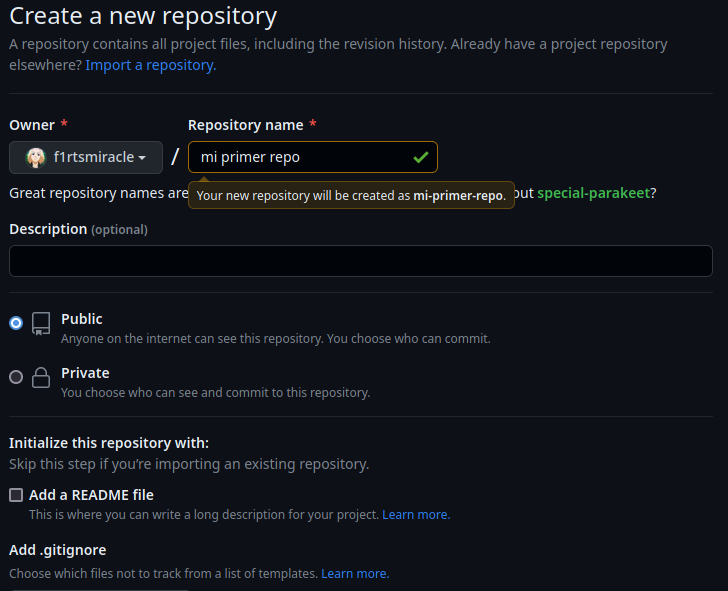 Create a new repository
A repository contains all project files, including the revision history. Already have a project repository
elsewhere? Import a repository.
Owner *
Repository name *
f1rtsmiracle
/
mi primer repo
Great repository names are
Your new repository will be created as mi-primer-repo.
out special-parakeet?
Description (optional)
Public
Anyone on the internet can see this repository. You choose who can commit.
Private
You choose who can see and commit to this repository.
Initialize this repository with:
Skip this step if you’re importing an existing repository.
Add a README file
This is where you can write a long description for your project. Learn more.
Add .gitignore
Choose which files not to track from a list of templates. Learn more.